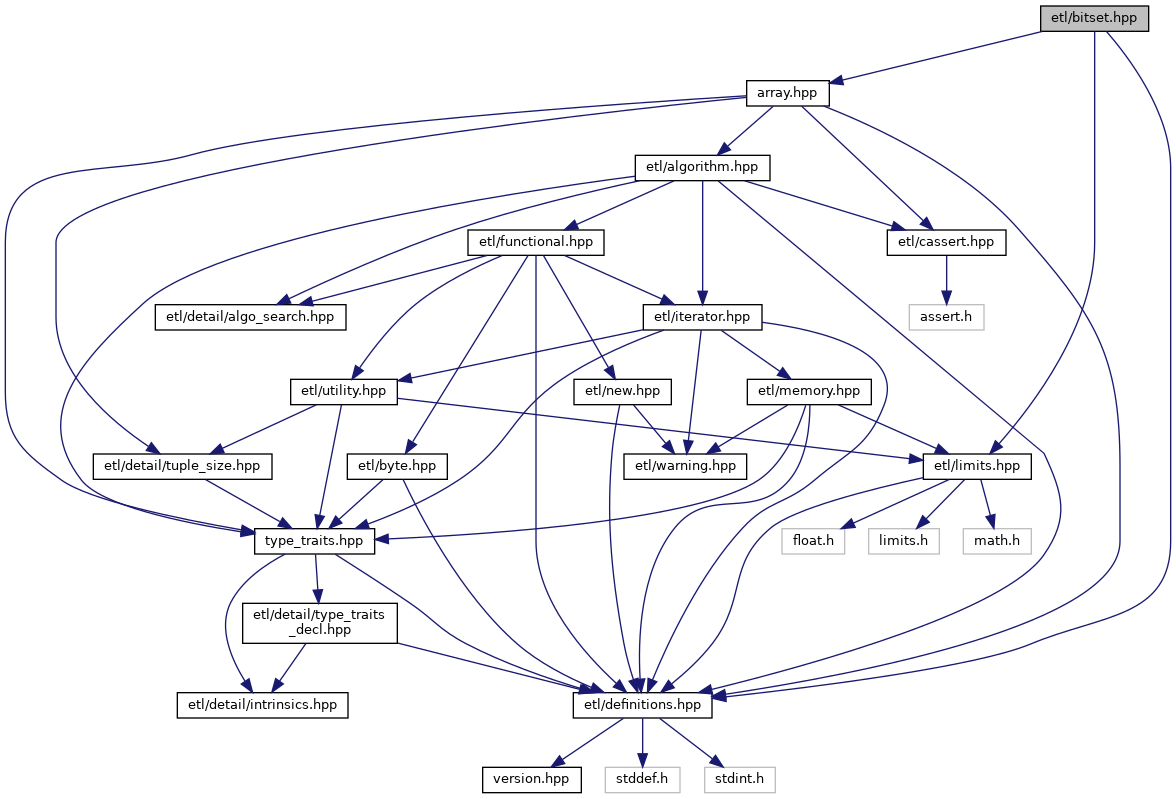 etl/bitset.hpp
array.hpp
etl/algorithm.hpp
etl/functional.hpp
etl/cassert.hpp
etl/detail/algo_search.hpp
etl/iterator.hpp
assert.h
etl/utility.hpp
etl/new.hpp
etl/memory.hpp
etl/detail/tuple_size.hpp
etl/byte.hpp
etl/warning.hpp
etl/limits.hpp
type_traits.hpp
float.h
limits.h
math.h
etl/detail/type_traits
_decl.hpp
etl/detail/intrinsics.hpp
etl/definitions.hpp
version.hpp
stddef.h
stdint.h